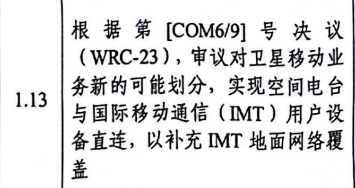 1.13
根据第 [COM6/9] 号决议
（WRC-23），审议对卫星移动业
务新的可能划分，实现空间电台
与国际移动通信（IMT）用户设
备直连，以补充 IMT 地面网络覆
盖